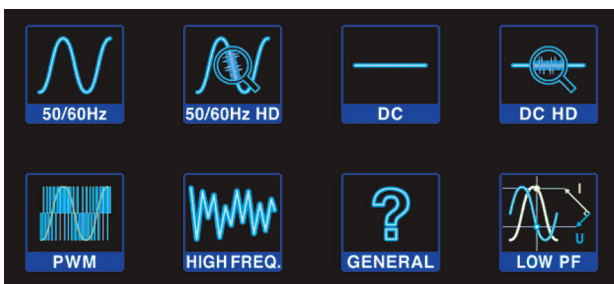 50/60Hz
50/60Hz HD
DC
DC HD
PWM
HIGH FREQ.
GENERAL
?
I
U
LOW PF